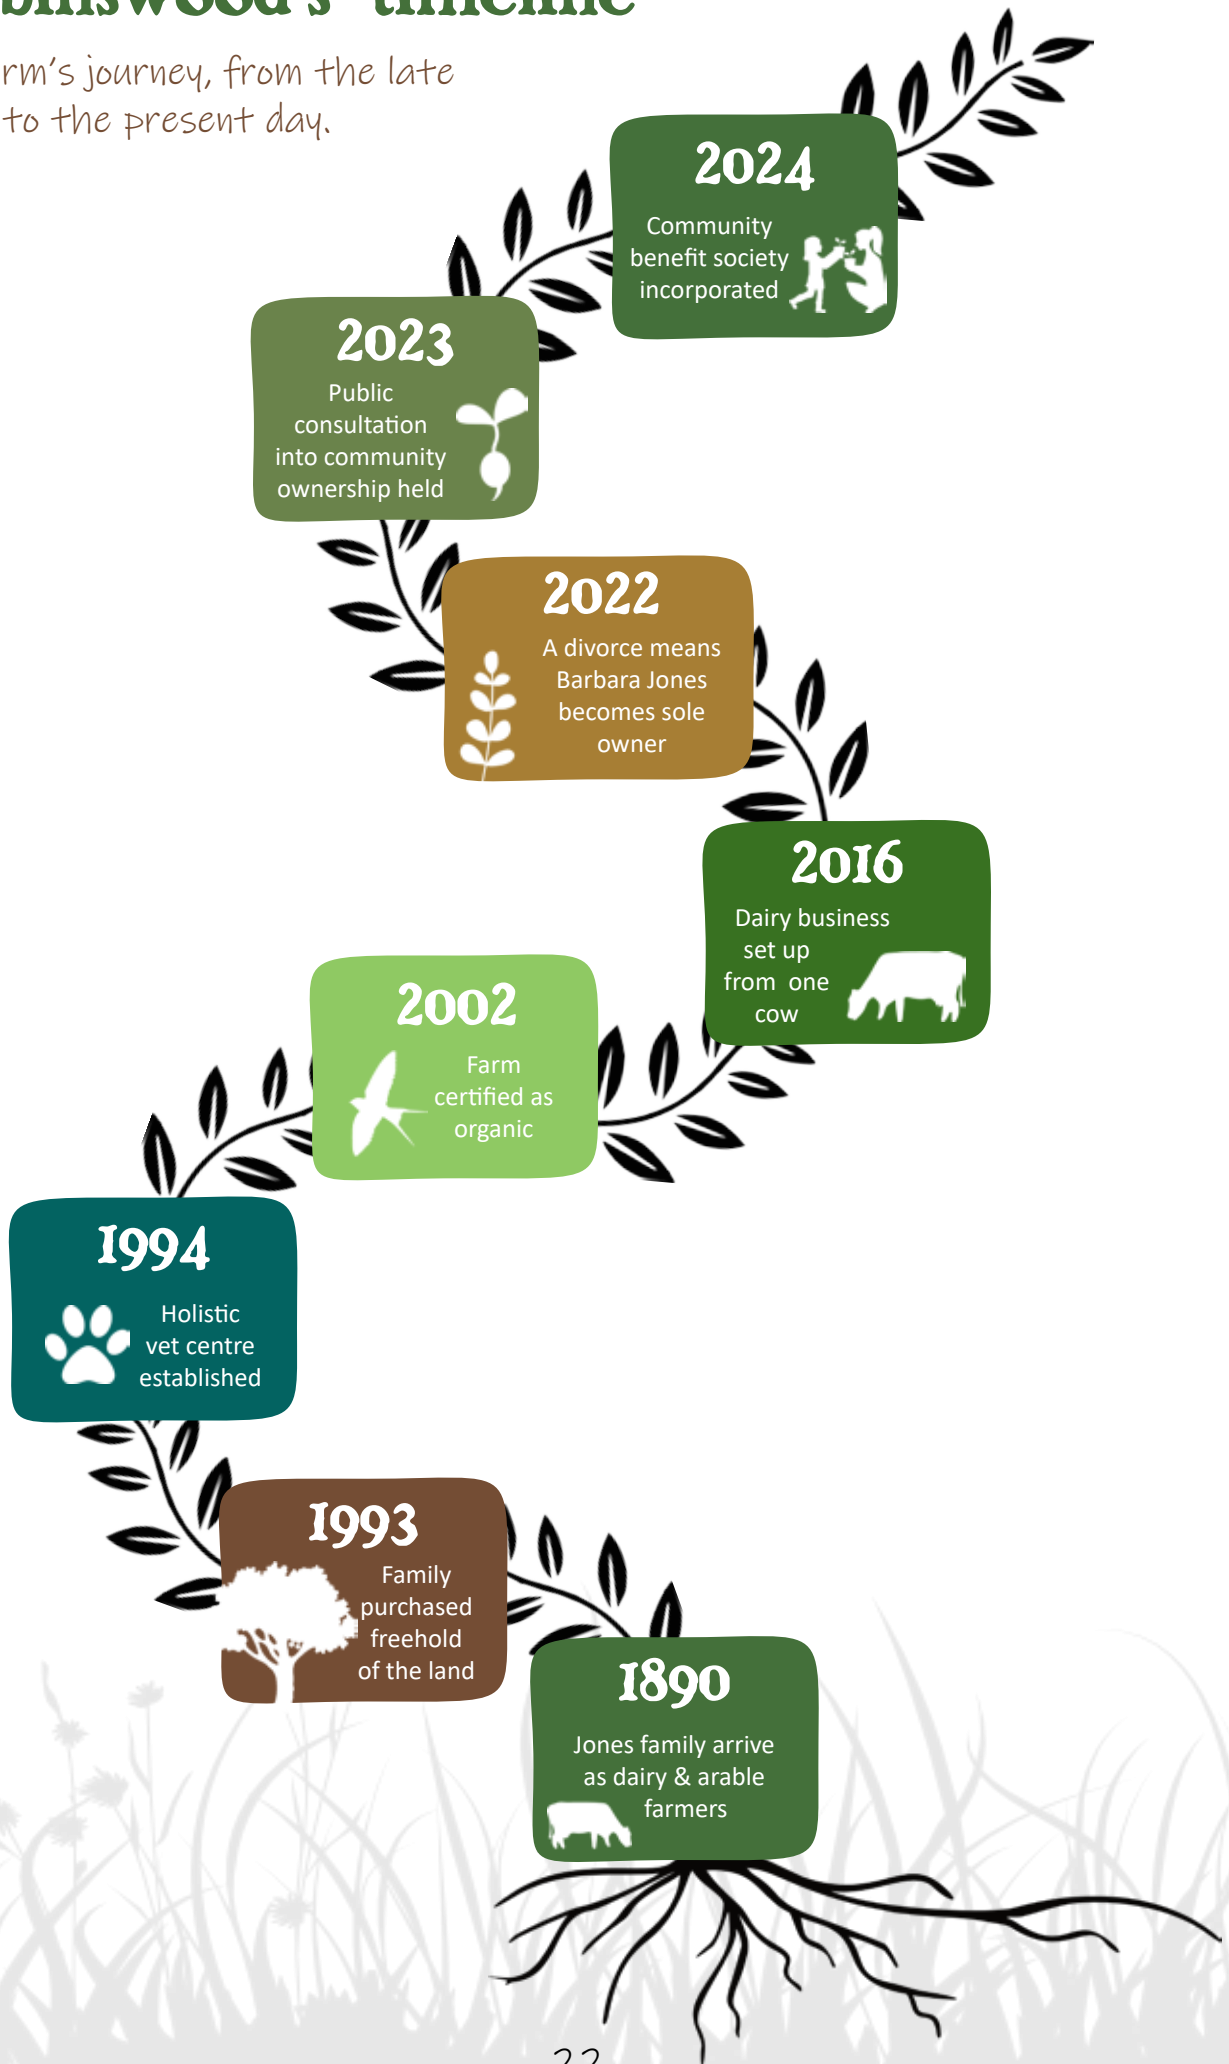 timeline
rm's journey, from the late
to the present day.
2024
Community
benefit society
incorporated
2023
Public
consultation
into community
ownership held
2022
A divorce means
Barbara Jones
becomes sole
owner
2016
Dairy business
set up
from one
cow
2002
Farm
certified as
organic
1994
Holistic
vet centre
established
1993
Family
purchased
freehold
of the land
1890
Jones family arrive
as dairy & arable
farmers